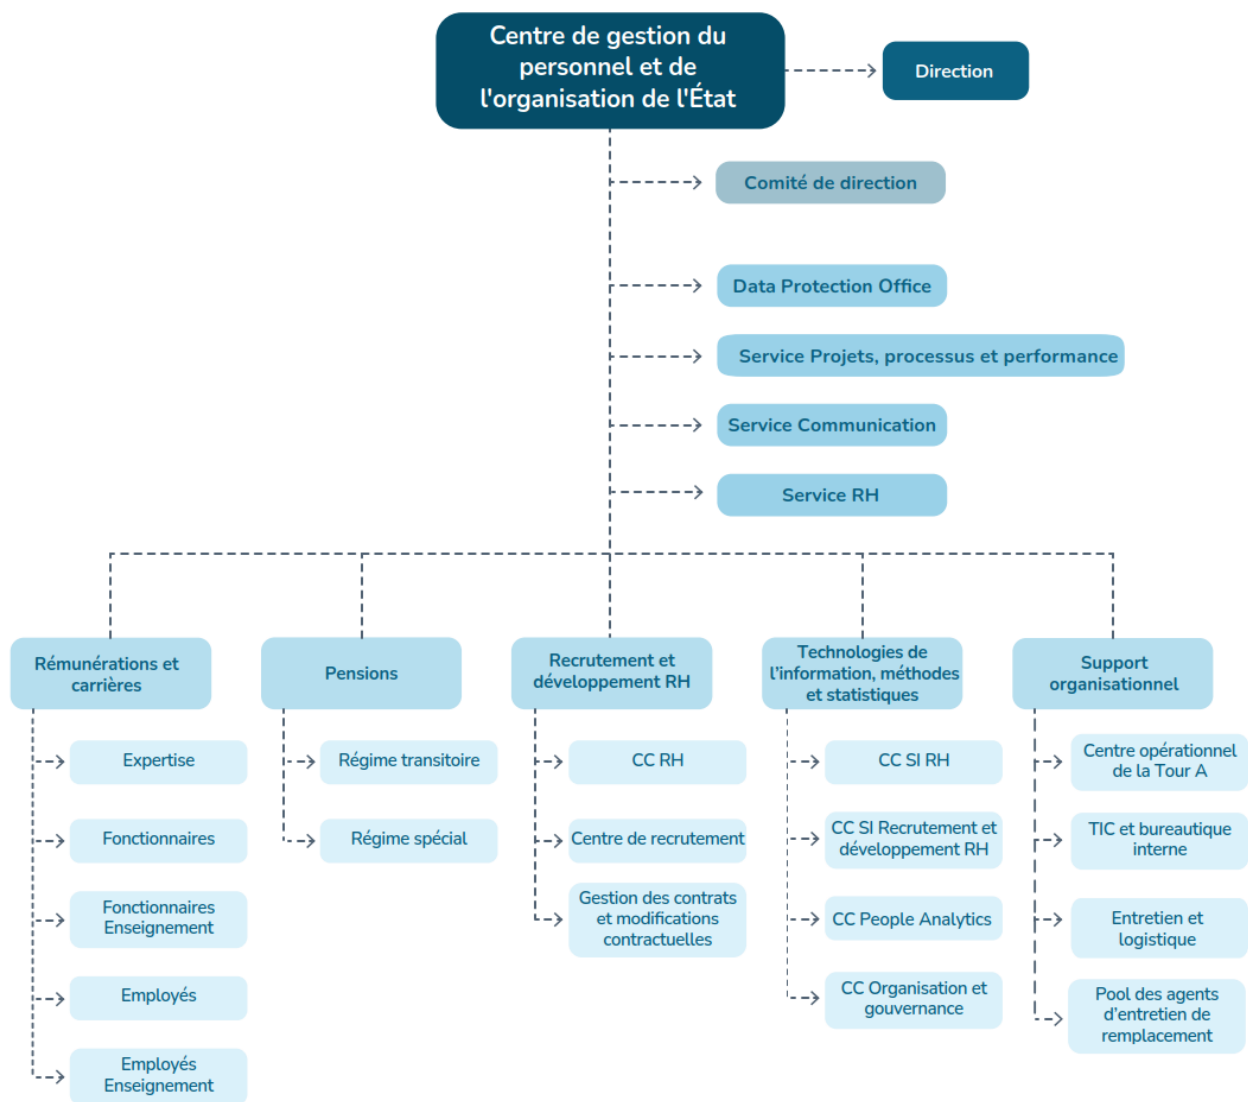 Centre de gestion du
personnel et de
l'organisation de l'État
Direction
Comité de direction
Data Protection Office
Service Projets, processus et performance
Service Communication
Service RH
Rémunérations et
carrières
Expertise
Fonctionnaires
Fonctionnaires
Enseignement
Employés
Employés
Enseignement
Pensions
Régime transitoire
Régime spécial
Recrutement et
développement RH
CC RH
Centre de recrutement
Gestion des contrats
et modifications
contractuelles
Technologies de
l’information, méthodes
et statistiques
CC SI RH
CC SI Recrutement et
développement RH
CC People Analytics
CC Organisation et
gouvernance
Support
organisationnel
Centre opérationnel
de la Tour A
TIC et bureautique
interne
Entretien et
logistique
Pool des agents
d’entretien de
remplacement